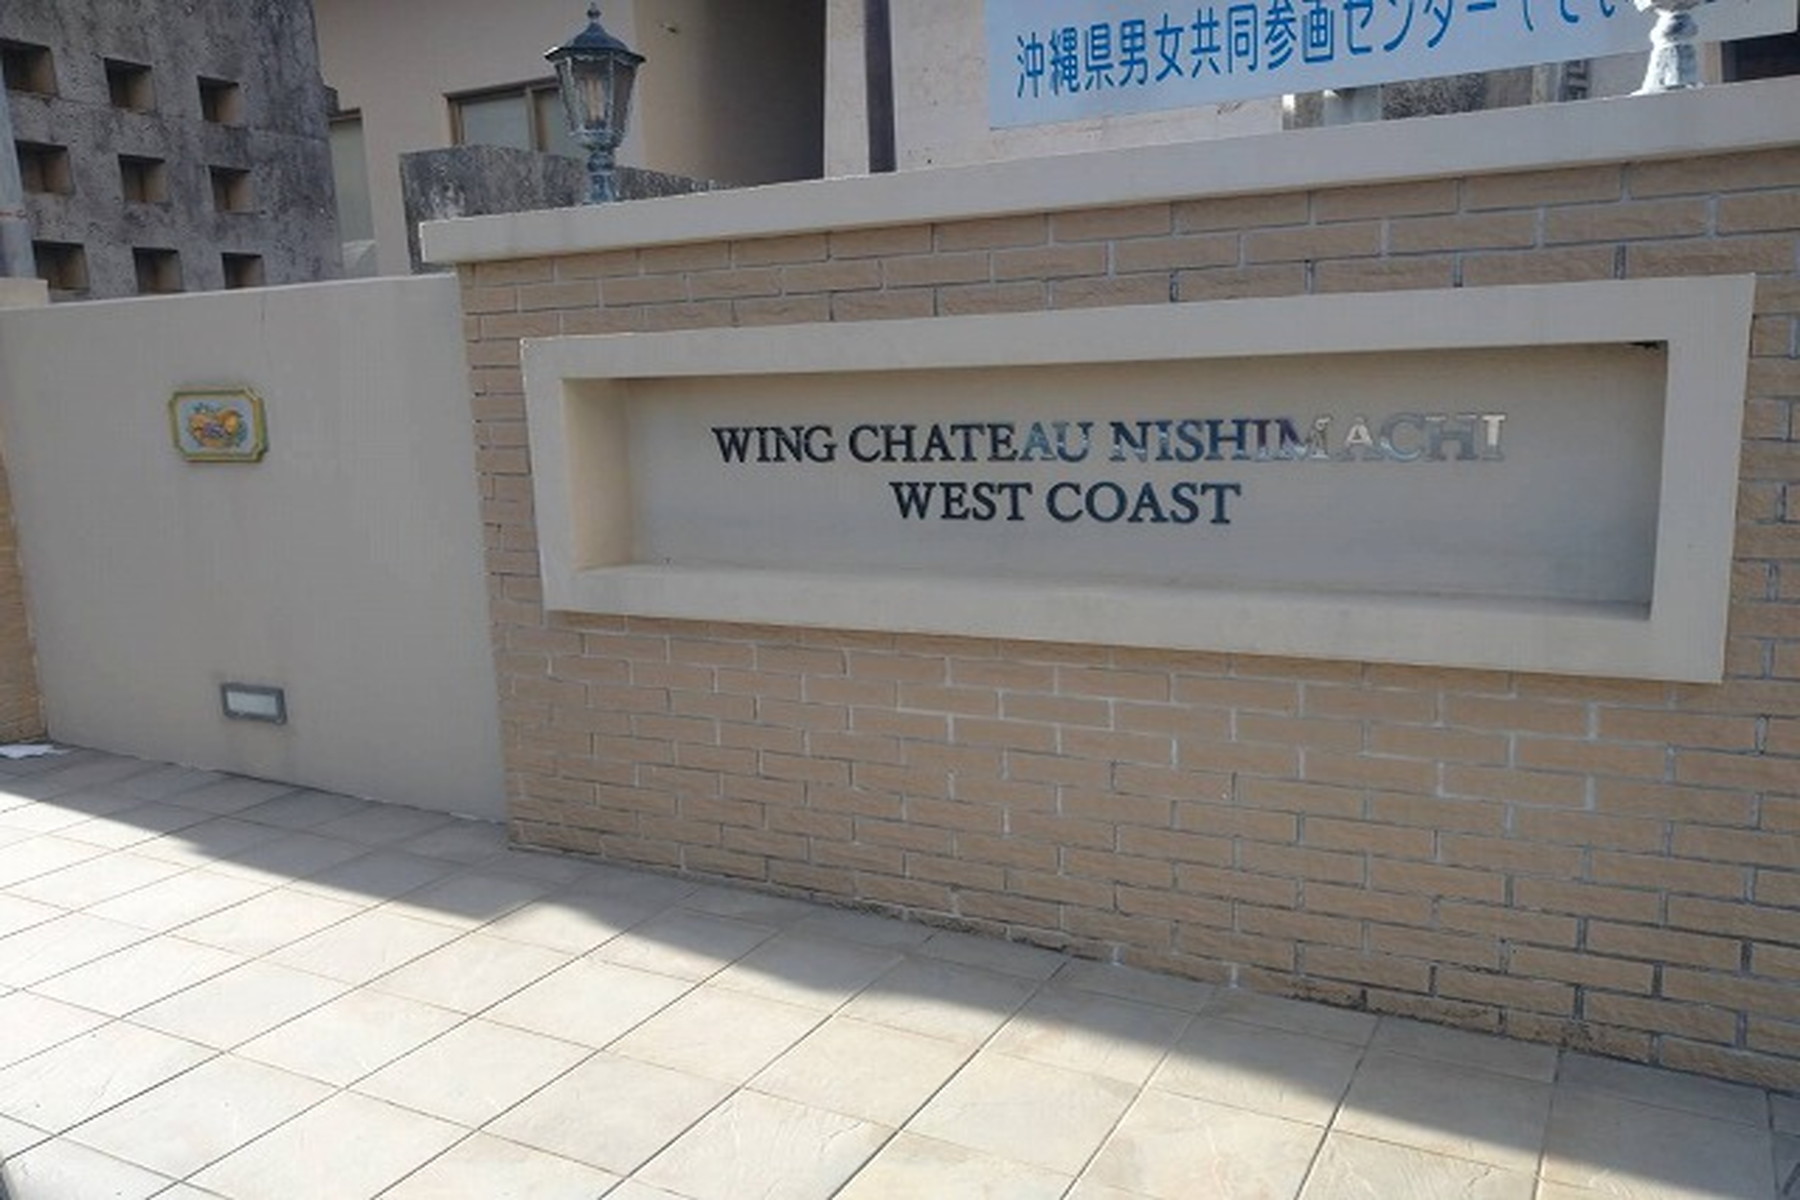 沖縄県男女共同参画センター
WING CHATEAU NISHIMACHI
WEST COAST